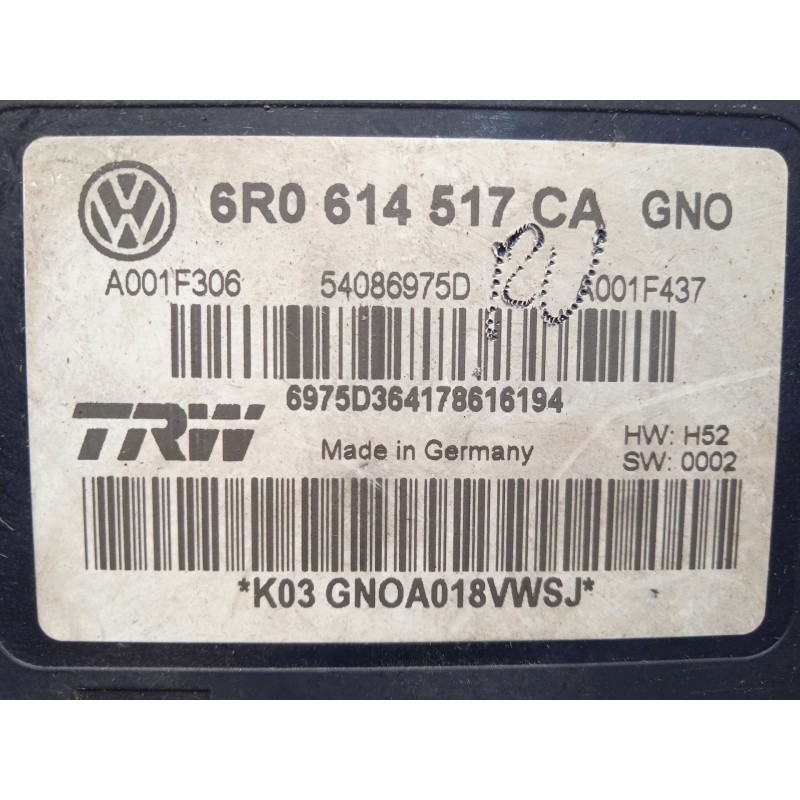 6R0 614 517 CA GNO
A001F306 54086975D A001F437
6975D364178616194
TRW Made in Germany HW: H52
SW: 0002
*K03 GNOA018VWSJ*